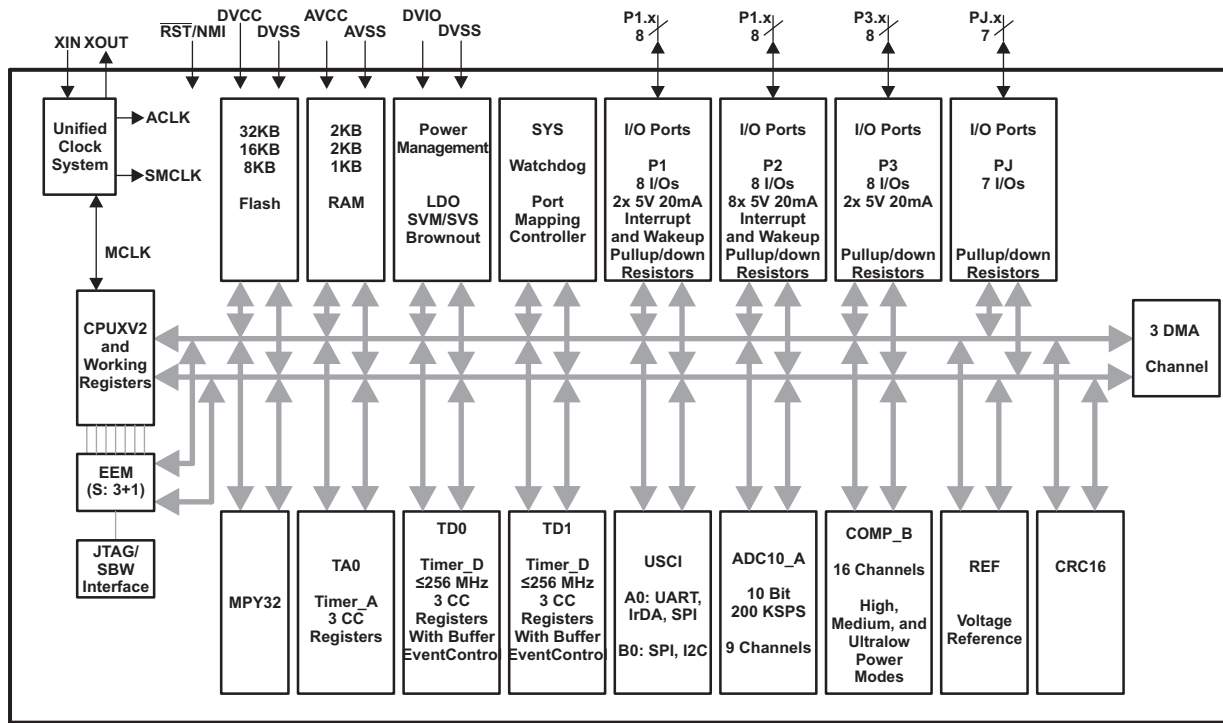 XIN XOUT
RST/NMI
DVCC
DVSS
AVCC
AVSS
DVIO
DVSS
P1.x
8
P1.x
8
P3.x
8
PJ.x
7
Unified
Clock
System
ACLK
SMCLK
MCLK
32KB
16KB
8KB
Flash
2KB
2KB
1KB
RAM
Power
Management
LDO
SVM/SVS
Brownout
SYS
Watchdog
Port
Mapping
Controller
I/O Ports
P1
8 I/Os
2x 5V 20mA
Interrupt
and Wakeup
Pullup/down
Resistors
I/O Ports
P2
8 I/Os
8x 5V 20mA
Interrupt
and Wakeup
Pullup/down
Resistors
I/O Ports
P3
8 I/Os
2x 5V 20mA
Pullup/down
Resistors
I/O Ports
PJ
7 I/Os
Pullup/down
Resistors
CPUXV2
and
Working
Registers
3 DMA
Channel
EEM
(S: 3+1)
JTAG/
SBW
Interface
MPY32
TA0
Timer_A
3 CC
Registers
TD0
Timer_D
≤256 MHz
3 CC
Registers
With Buffer
EventControl
TD1
Timer_D
≤256 MHz
3 CC
Registers
With Buffer
EventControl
USCI
A0: UART,
IrDA, SPI
B0: SPI, I2C
ADC10_A
10 Bit
200 KSPS
9 Channels
COMP_B
16 Channels
High,
Medium, and
Ultralow
Power
Modes
REF
Voltage
Reference
CRC16